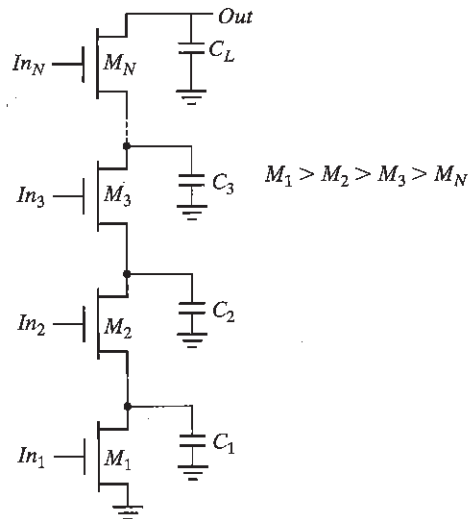 Out
In_N M_N C_L
In_3 M_3 C_3 M_1 > M_2 > M_3 > M_N
In_2 M_2 C_2
In_1 M_1 C_1